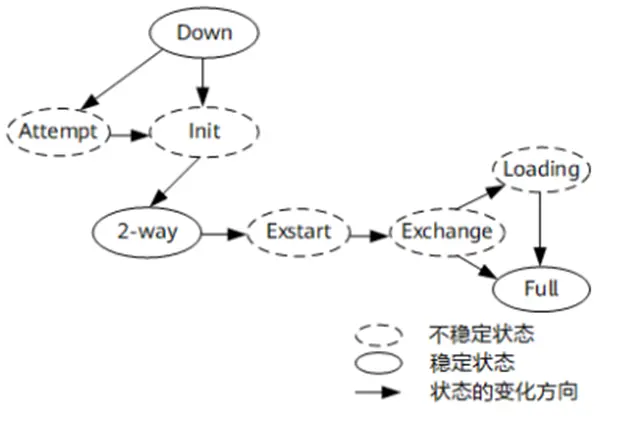 Down
Attempt
Init
Loading
2-way
Exstart
Exchange
Full
不稳定状态
稳定状态
状态的变化方向